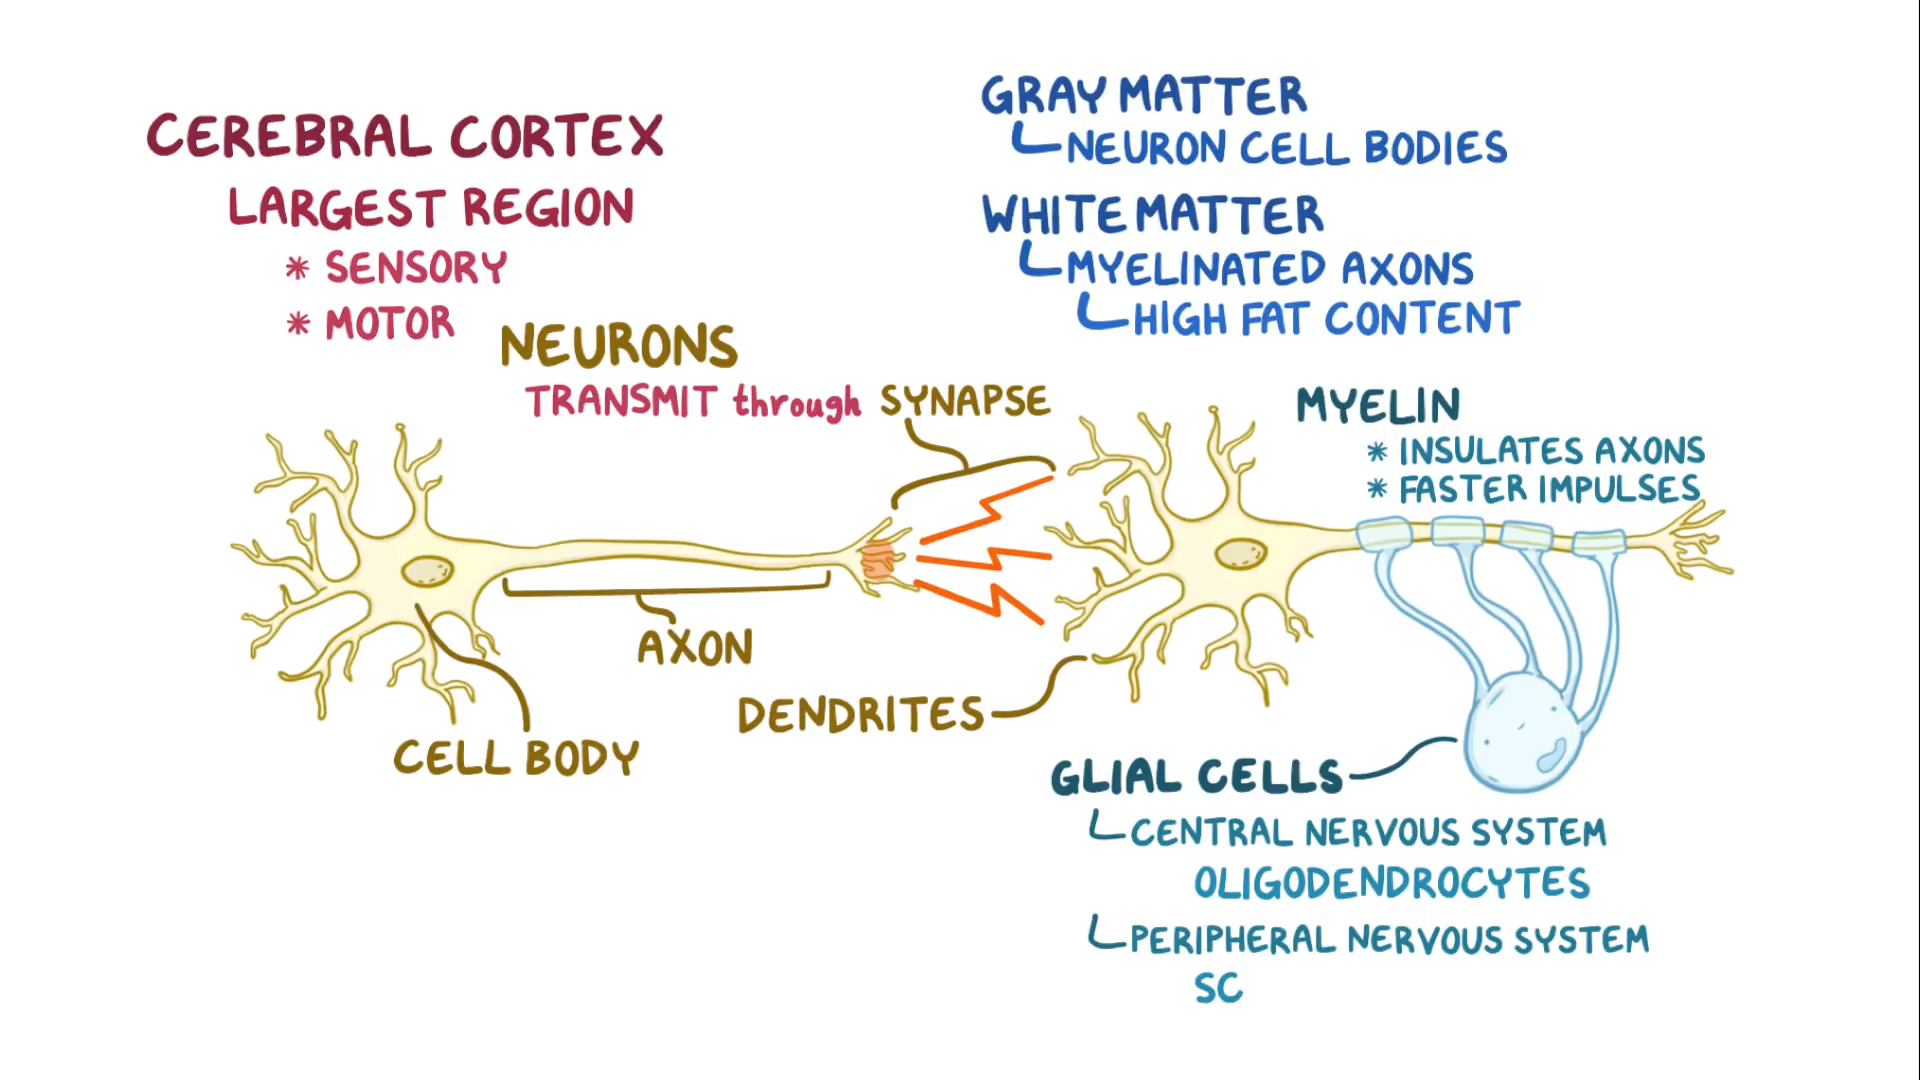 CEREBRAL CORTEX
LARGEST REGION
* SENSORY
* MOTOR
GRAY MATTER
NEURON CELL BODIES
WHITE MATTER
MYELINATED AXONS
HIGH FAT CONTENT
NEURONS
TRANSMIT through SYNAPSE
MYELIN
* INSULATES AXONS
* FASTER IMPULSES
AXON
DENDRITES
CELL BODY
GLIAL CELLS
CENTRAL NERVOUS SYSTEM
OLIGODENDROCYTES
PERIPHERAL NERVOUS SYSTEM
SC